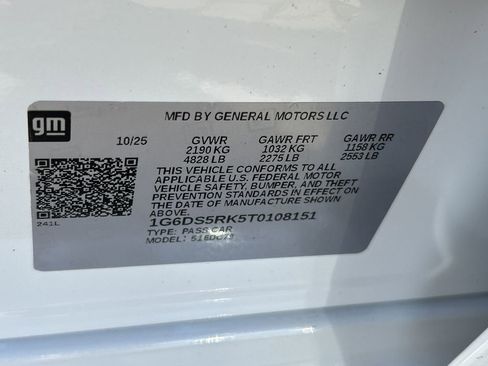 gm
MFD BY GENERAL MOTORS LLC
10/25 GVWR GAWR FRT GAWR RR
2190 KG 1032 KG 1158 KG
4828 LB 2275 LB 2553 LB
THIS VEHICLE CONFORMS TO ALL
APPLICABLE U.S. FEDERAL MOTOR
VEHICLE SAFETY, BUMPER, AND THEFT
PREVENTION STANDARDS IN EFFECT ON
THE DATE OF MANUFACTURE SHOWN
ABOVE.
241L
1G6DS5RK5T0108151
TYPE: PASS CAR
MODEL: